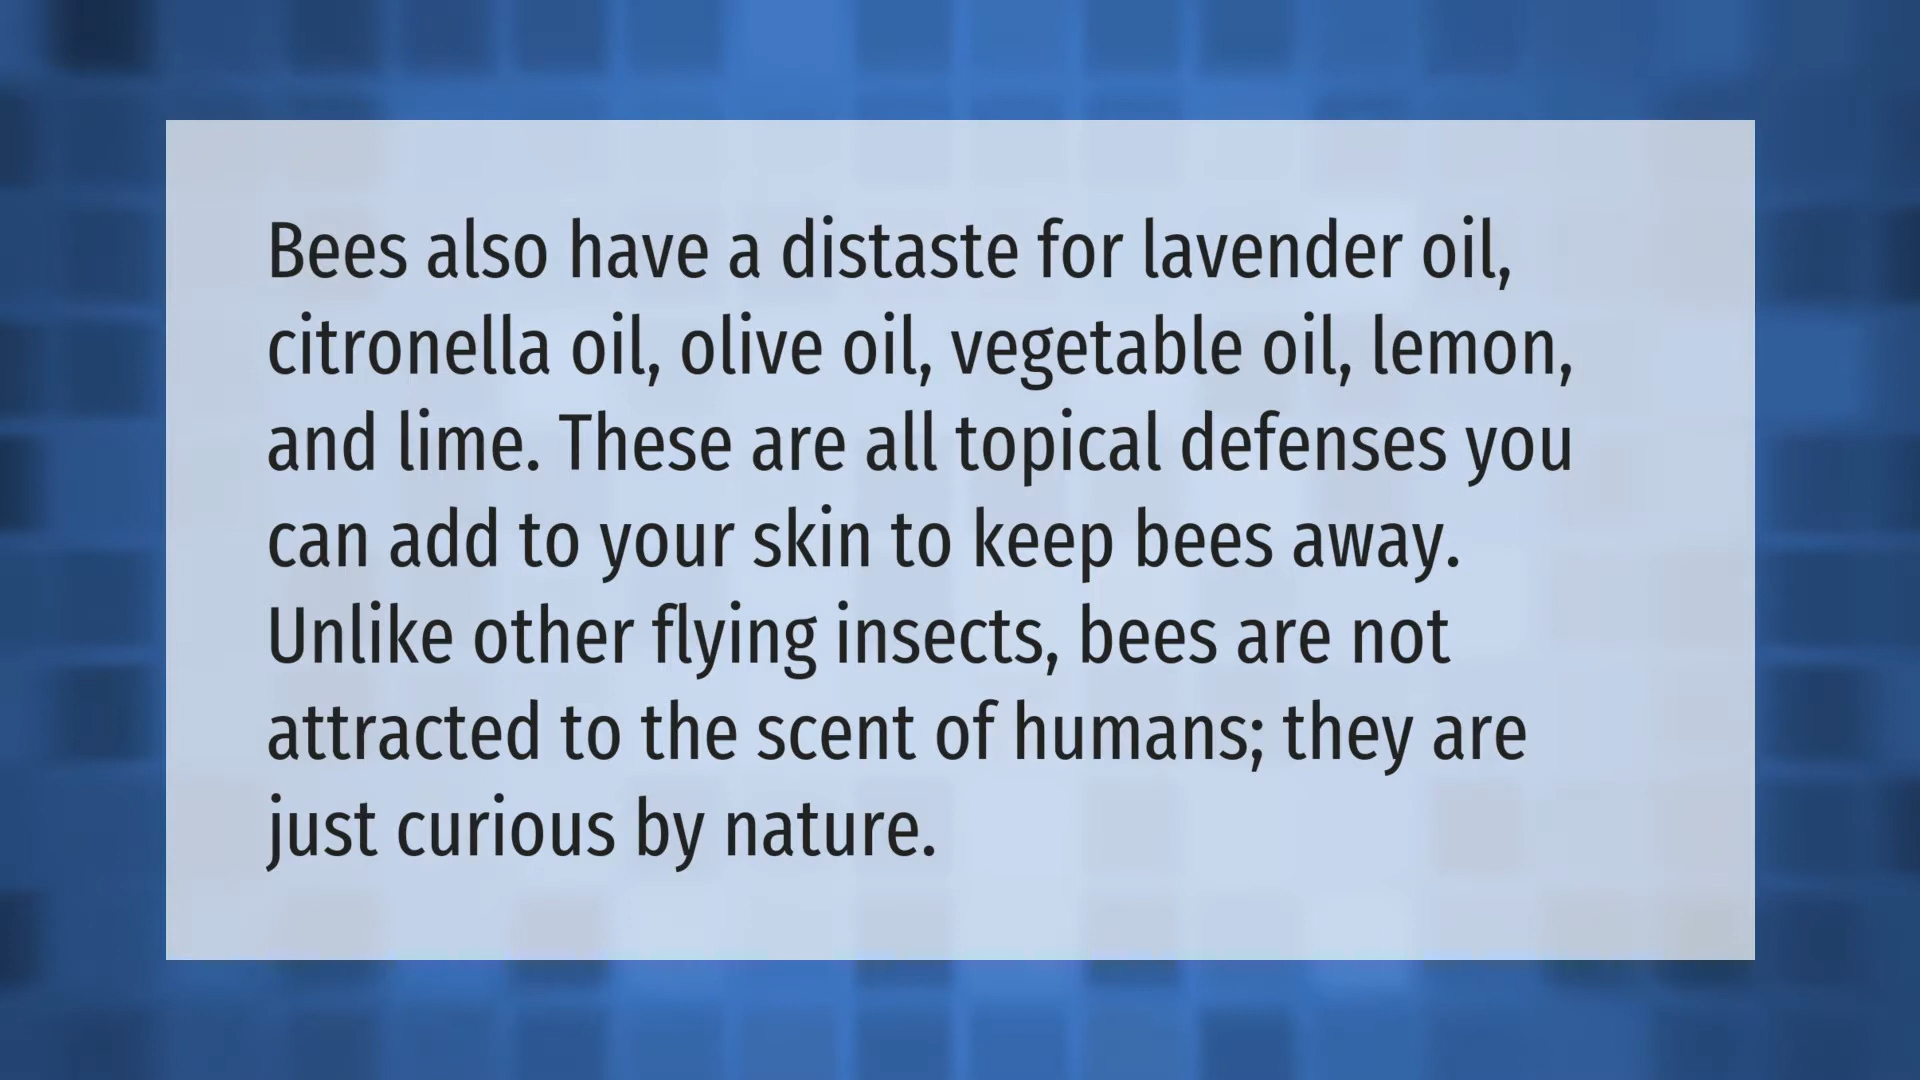 Bees also have a distaste for lavender oil,
citronella oil, olive oil, vegetable oil, lemon,
and lime. These are all topical defenses you
can add to your skin to keep bees away.
Unlike other flying insects, bees are not
attracted to the scent of humans; they are
just curious by nature.